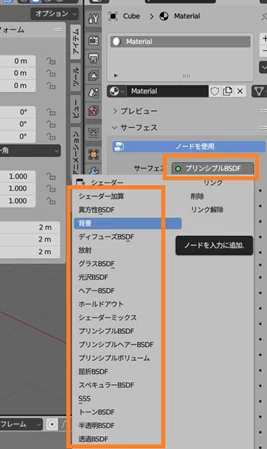 オプション
Cube
Material
フォーム
アイテム
Material
0 m
0 m
ツール
0 m
Material
プレビュー
0°
ビュー
サーフェス
0°
0°
ノードを使用
角
サーフェ
プリンシプルBSDF
1.000
シェーダー
リンク
1.000
シェーダー加算
削除
1.000
異方性BSDF
リンク解除
背景
2 m
ディフューズBSDF
2 m
放射
ノードを入力に追加.
2 m
グラスBSDF
光沢BSDF
ヘアーBSDF
ホールドアウト
シェーダーミックス
プリンシプルBSDF
プリンシプルヘアーBSDF
プリンシプルボリューム
屈折BSDF
スペキュラーBSDF
SSS
フレーム
トーンBSDF
半透明BSDF
透過BSDF